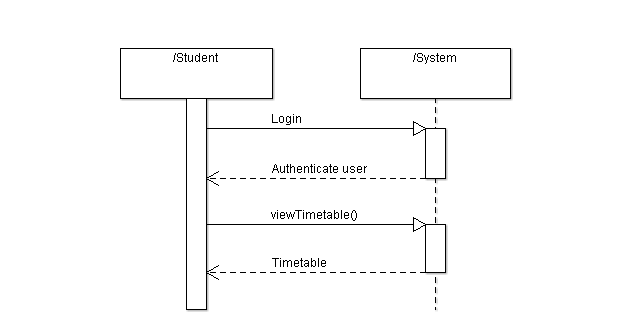 /Student
/System
Login
Authenticate user
viewTimetable()
Timetable